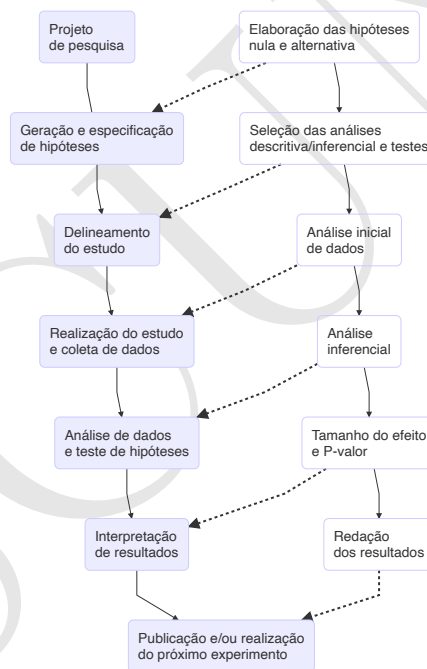 Projeto
de pesquisa
Elaboração das hipóteses
nula e alternativa
Geração e especificação
de hipóteses
Seleção das análises
descritiva/inferencial e testes
Delineamento
do estudo
Análise inicial
de dados
Realização do estudo
e coleta de dados
Análise
inferencial
Análise de dados
e teste de hipóteses
Tamanho do efeito
e P-valor
Interpretação
de resultados
Redação
dos resultados
Publicação e/ou realização
do próximo experimento